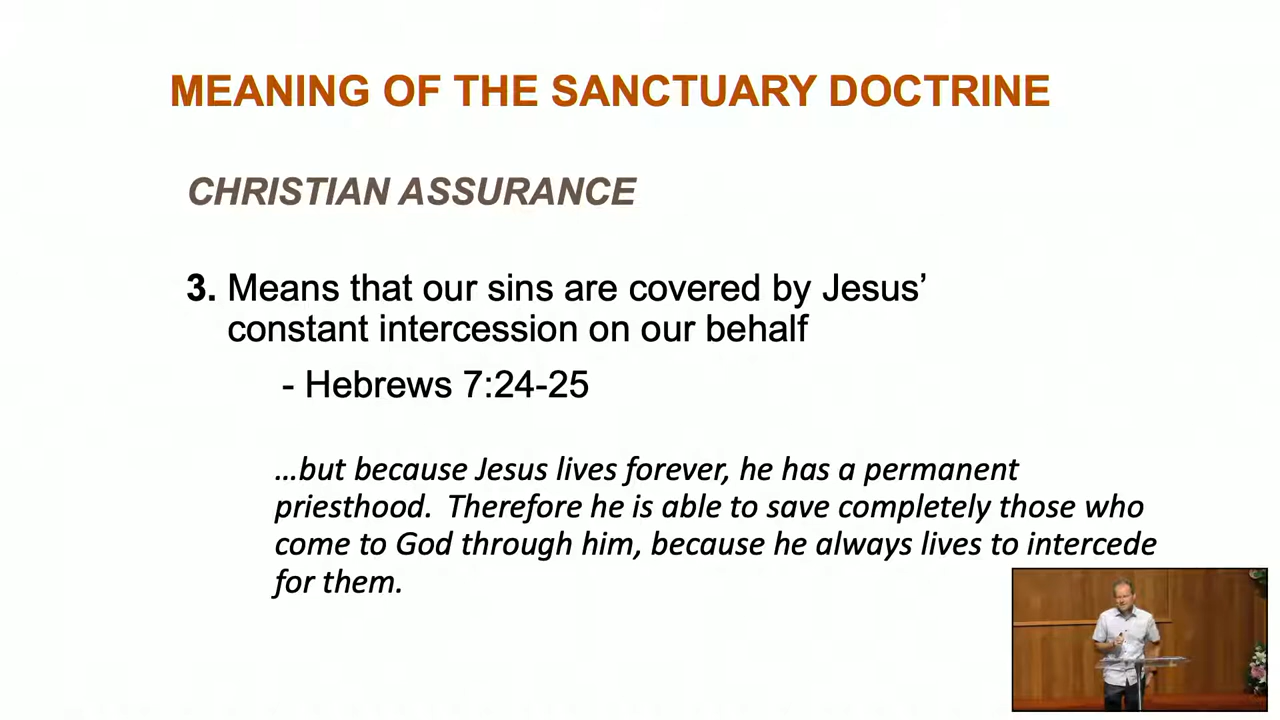 MEANING OF THE SANCTUARY DOCTRINE
CHRISTIAN ASSURANCE
3. Means that our sins are covered by Jesus’
constant intercession on our behalf
- Hebrews 7:24-25
…but because Jesus lives forever, he has a permanent
priesthood.  Therefore he is able to save completely those who
come to God through him, because he always lives to intercede
for them.